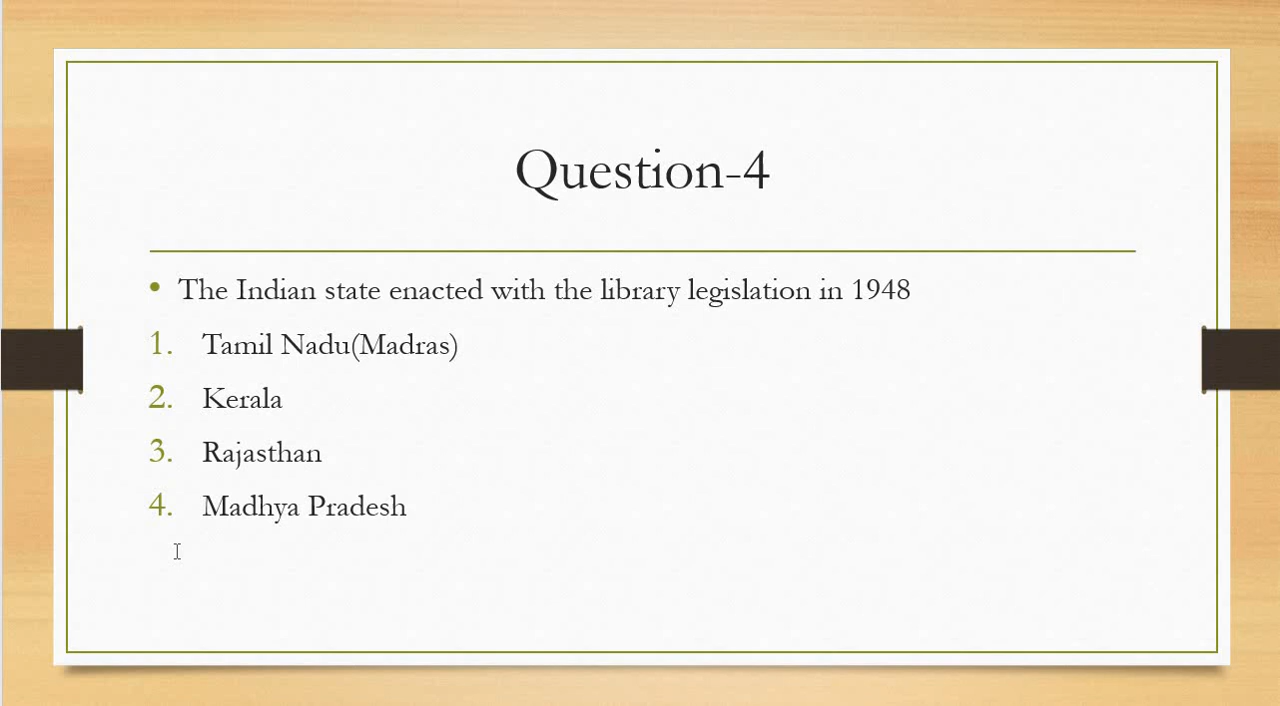 Question-4
• The Indian state enacted with the library legislation in 1948
1. Tamil Nadu(Madras)
2. Kerala
3. Rajasthan
4. Madhya Pradesh